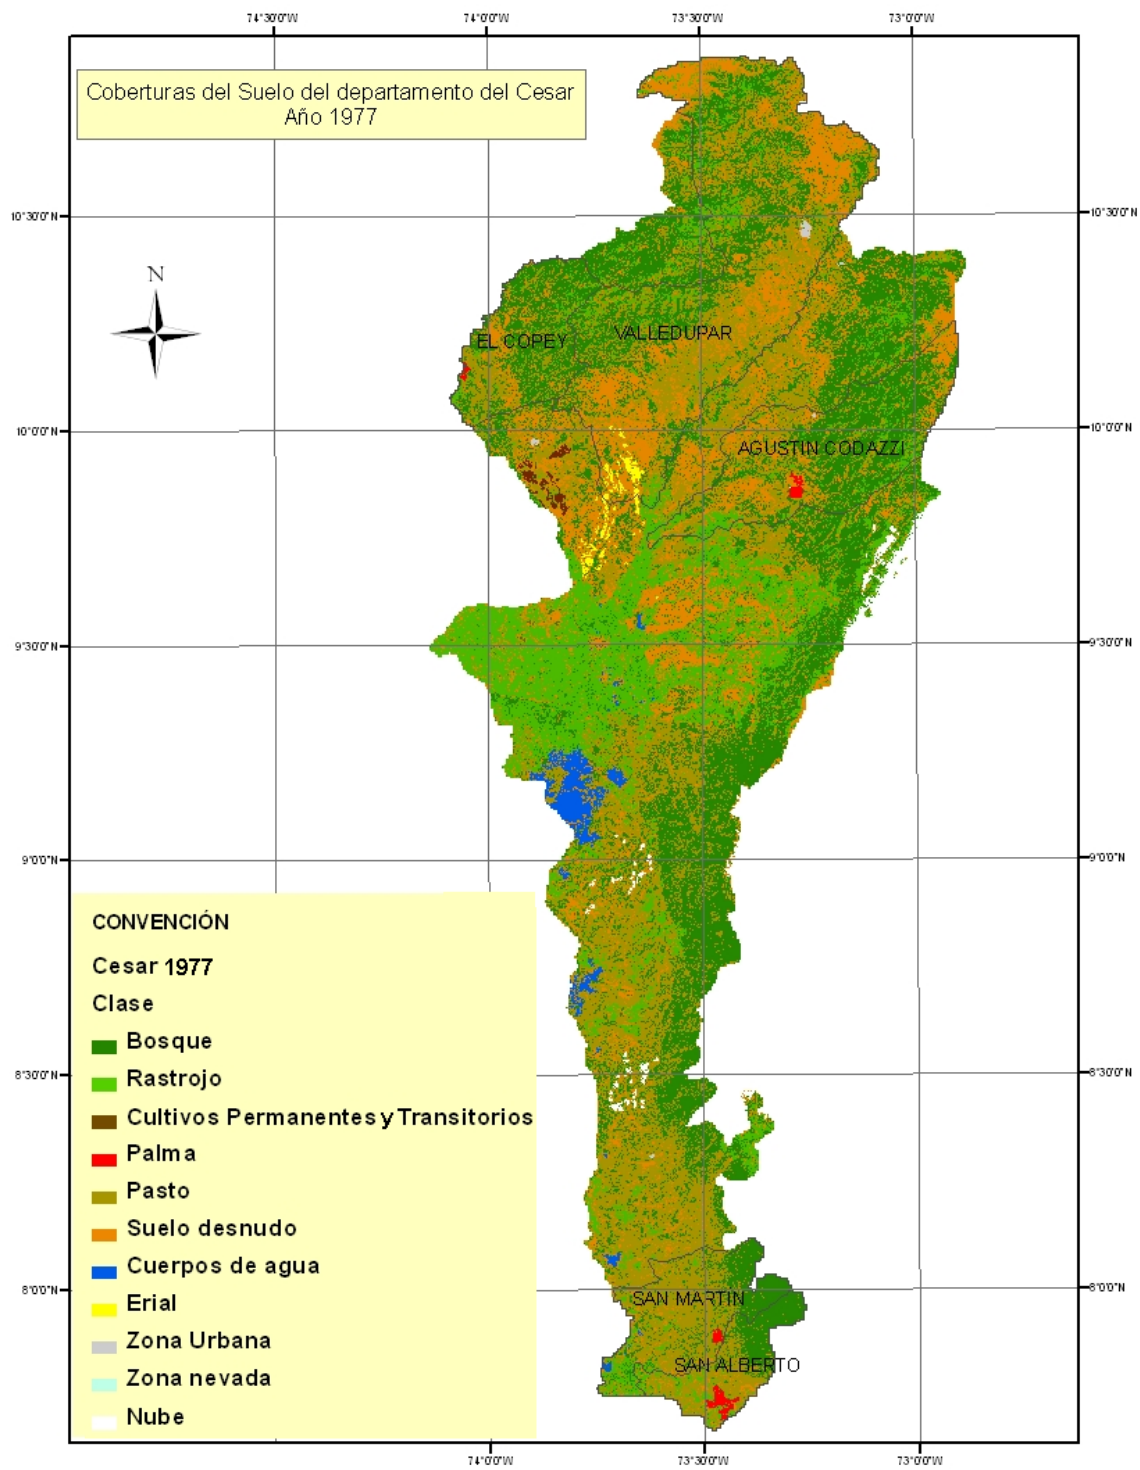 74°30'0"W 74°0'0"W 73°30'0"W 73°0'0"W
Coberturas del Suelo del departamento del Cesar
Año 1977
10°30'0"N 10°30'0"N
N
EL COPEY VALLEDUPAR
10°0'0"N 10°0'0"N
AGUSTIN CODAZZI
9°30'0"N 9°30'0"N
9°0'0"N 9°0'0"N
CONVENCIÓN
Cesar 1977
Clase
Bosque
8°30'0"N 8°30'0"N
Rastrojo
Cultivos Permanentes y Transitorios
Palma
Pasto
Suelo desnudo
Cuerpos de agua
8°0'0"N 8°0'0"N
Erial
SAN MARTIN
Zona Urbana
SAN ALBERTO
Zona nevada
Nube
74°0'0"W 73°30'0"W 73°0'0"W